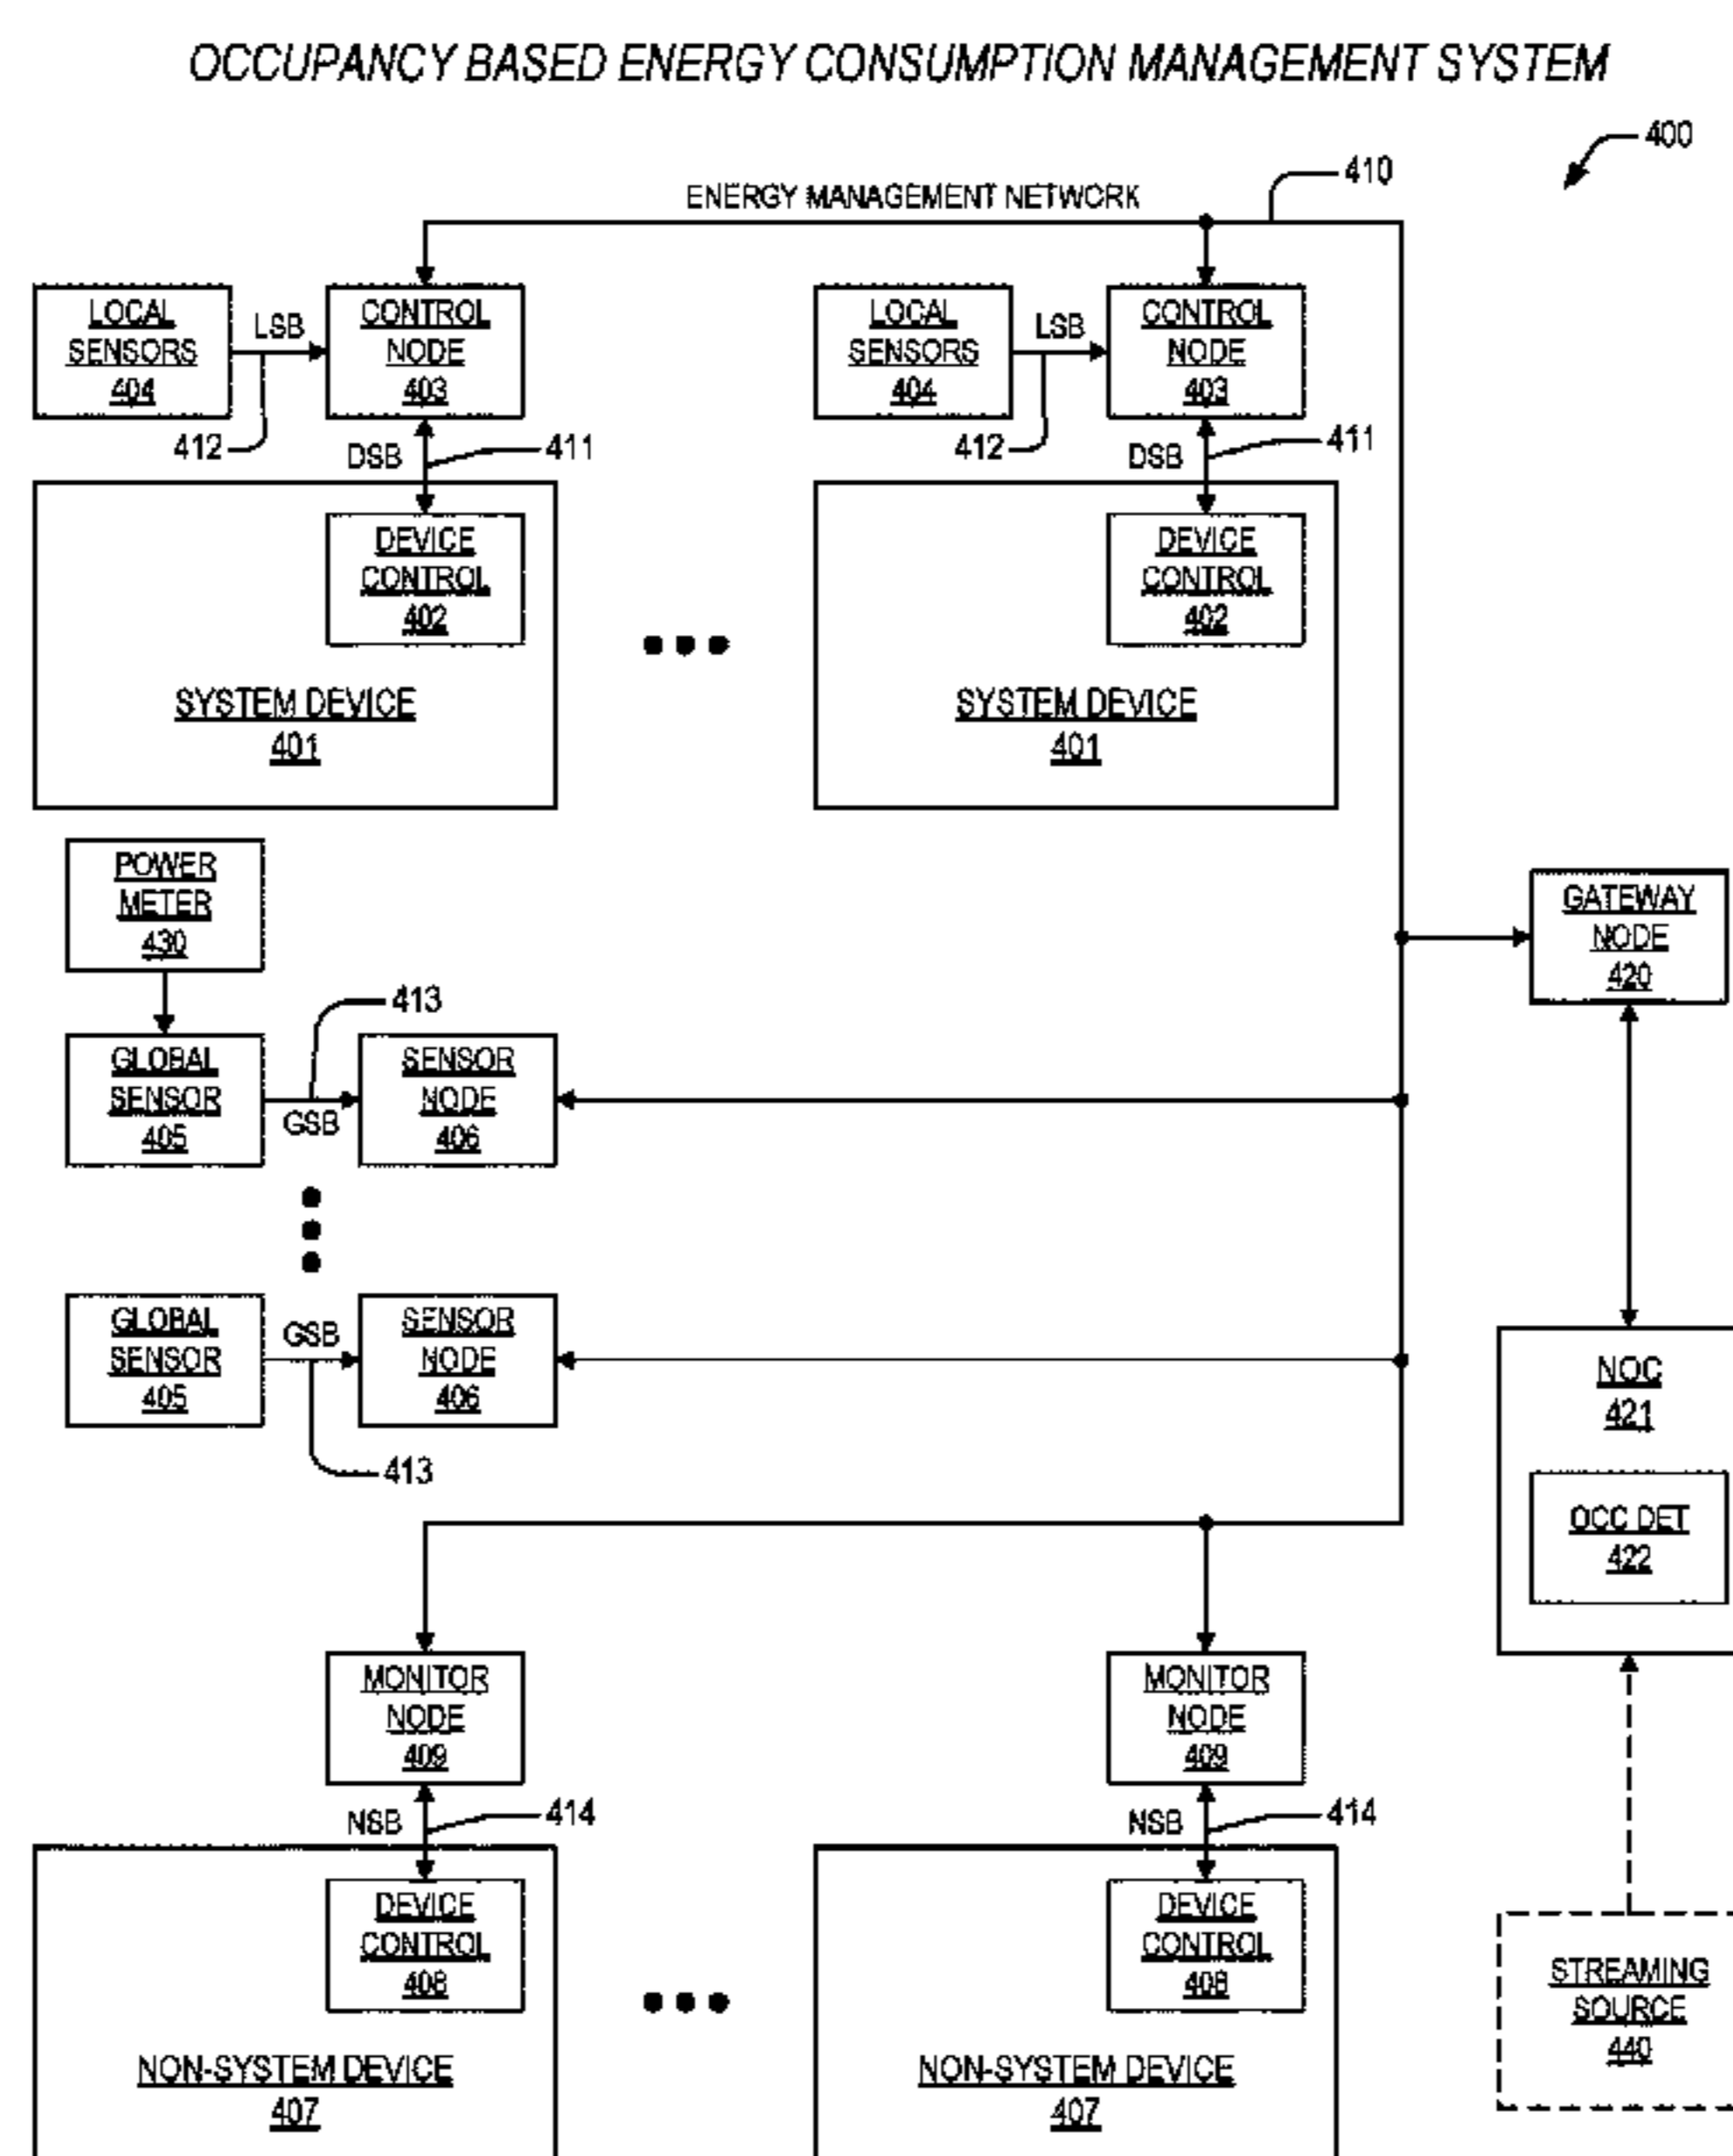 OCCUPANCY BASED ENERGY CONSUMPTION MANAGEMENT SYSTEM
400
410
ENERGY MANAGEMENT NETWORK
LOCAL
SENSORS
404
LSB
412
CONTROL
NODE
403
DSB
411
DEVICE
CONTROL
402
SYSTEM DEVICE
401
LOCAL
SENSORS
404
LSB
412
CONTROL
NODE
403
DSB
411
DEVICE
CONTROL
402
SYSTEM DEVICE
401
POWER
METER
430
GATEWAY
NODE
420
413
GLOBAL
SENSOR
405
GSB
SENSOR
NODE
406
GLOBAL
SENSOR
405
GSB
SENSOR
NODE
406
413
NOC
421
OCC DET
422
MONITOR
NODE
409
NSB
414
DEVICE
CONTROL
408
NON-SYSTEM DEVICE
407
MONITOR
NODE
409
NSB
414
DEVICE
CONTROL
408
NON-SYSTEM DEVICE
407
STREAMING
SOURCE
440